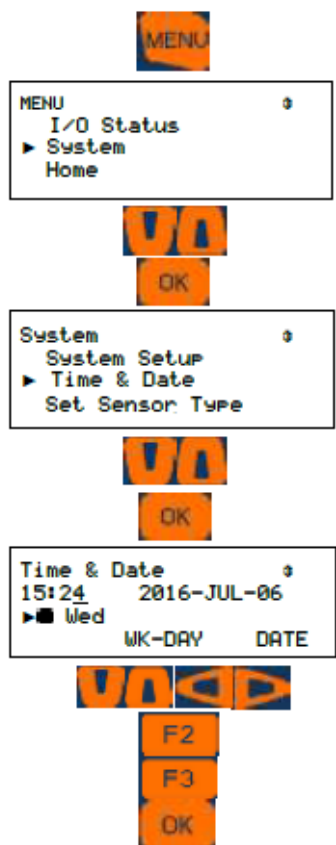 MENU
MENU
I/O Status
► System
Home
OK
System
System Setup
► Time & Date
Set Sensor Type
OK
Time & Date
15:24 2016-JUL-06
►■ Wed
WK-DAY DATE
F2
F3
OK